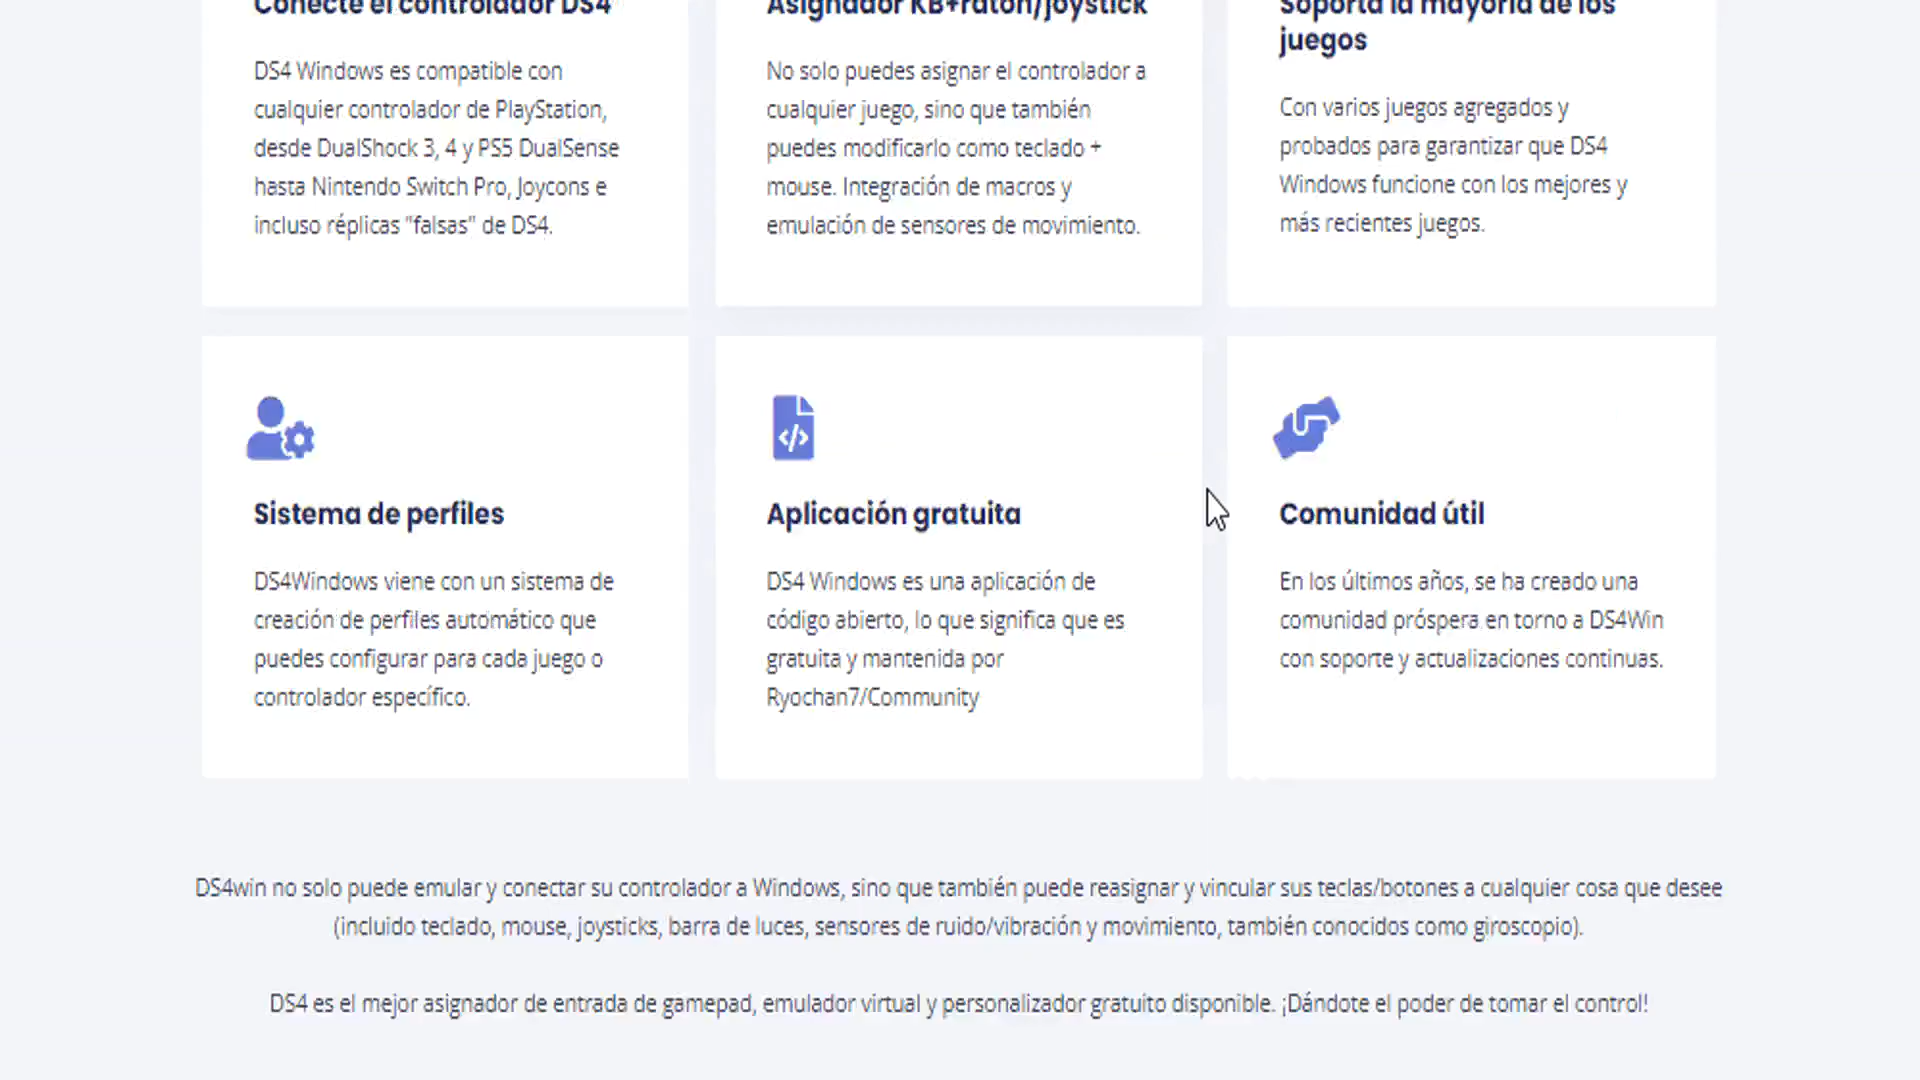 Conecte el controlador DS4
DS4 Windows es compatible con
cualquier controlador de PlayStation,
desde DualShock 3, 4 y PS5 DualSense
hasta Nintendo Switch Pro, Joycons e
incluso réplicas "falsas" de DS4.
Asignador KB+ratón/joystick
No solo puedes asignar el controlador a
cualquier juego, sino que también
puedes modificarlo como teclado +
mouse. Integración de macros y
emulación de sensores de movimiento.
Soporta la mayoría de los
juegos
Con varios juegos agregados y
probados para garantizar que DS4
Windows funcione con los mejores y
más recientes juegos.
Sistema de perfiles
DS4Windows viene con un sistema de
creación de perfiles automático que
puedes configurar para cada juego o
controlador específico.
Aplicación gratuita
DS4 Windows es una aplicación de
código abierto, lo que significa que es
gratuita y mantenida por
Ryochan7/Community
Comunidad útil
En los últimos años, se ha creado una
comunidad próspera en torno a DS4Win
con soporte y actualizaciones continuas.
DS4win no solo puede emular y conectar su controlador a Windows, sino que también puede reasignar y vincular sus teclas/botones a cualquier cosa que desee
(incluido teclado, mouse, joysticks, barra de luces, sensores de ruido/vibración y movimiento, también conocidos como giroscopio).
DS4 es el mejor asignador de entrada de gamepad, emulador virtual y personalizador gratuito disponible. ¡Dándote el poder de tomar el control!